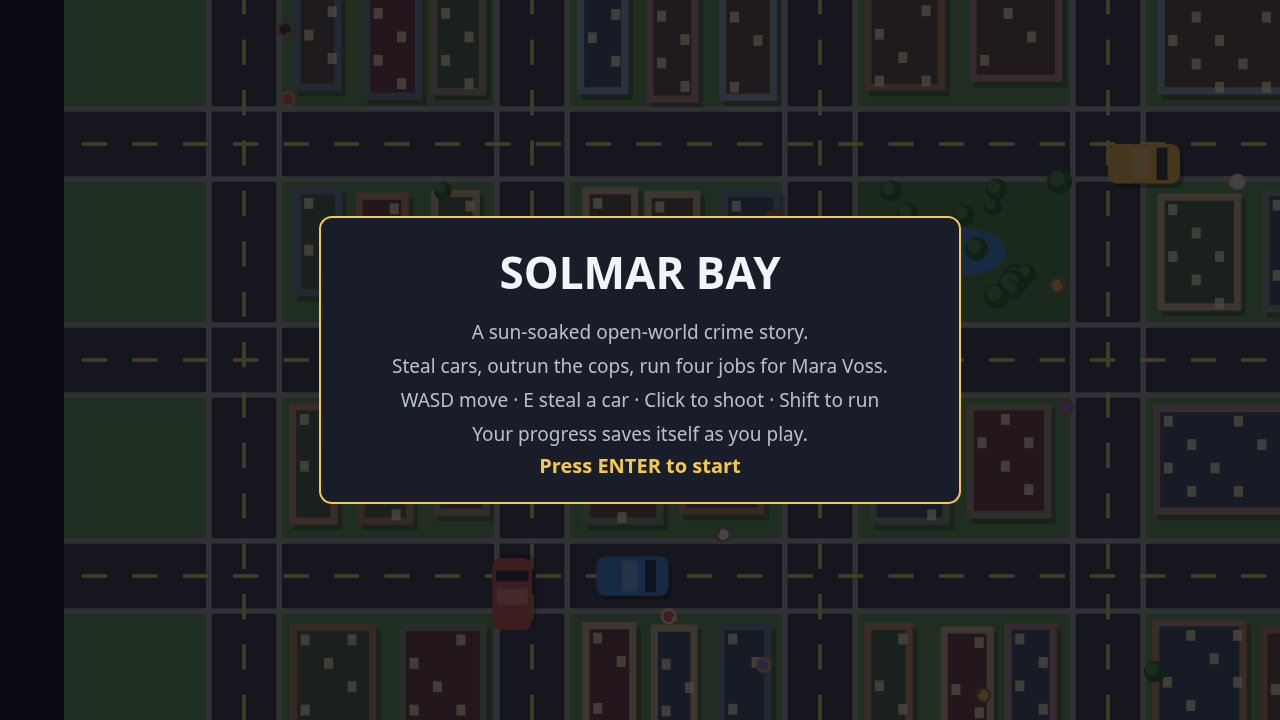 SOLMAR BAY
A sun-soaked open-world crime story.
Steal cars, outrun the cops, run four jobs for Mara Voss.
WASD move · E steal a car · Click to shoot · Shift to run
Your progress saves itself as you play.
Press ENTER to start